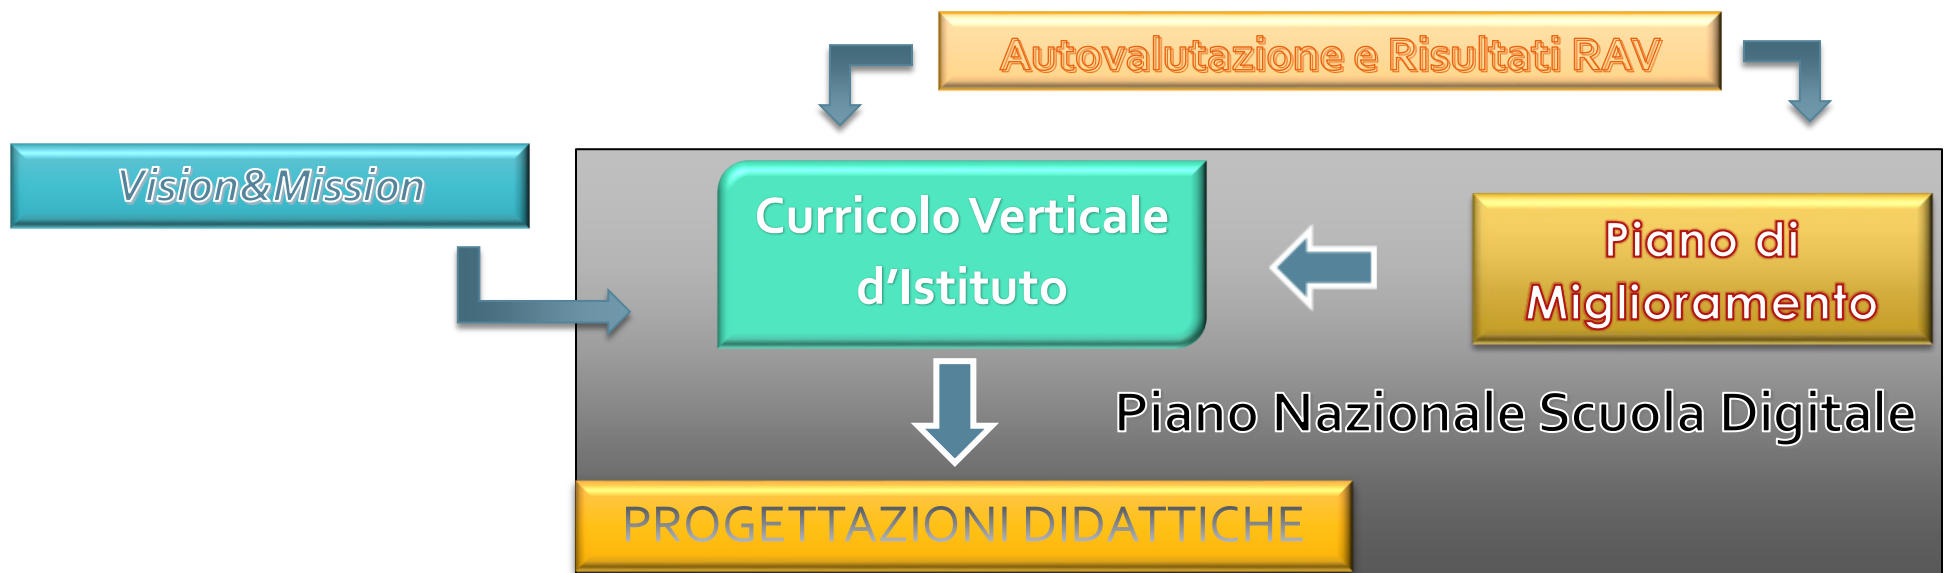 Autovalutazione e Risultati RAV
Vision&Mission
Curricolo Verticale
d'Istituto
Piano di
Miglioramento
Piano Nazionale Scuola Digitale
PROGETTAZIONI DIDATTICHE